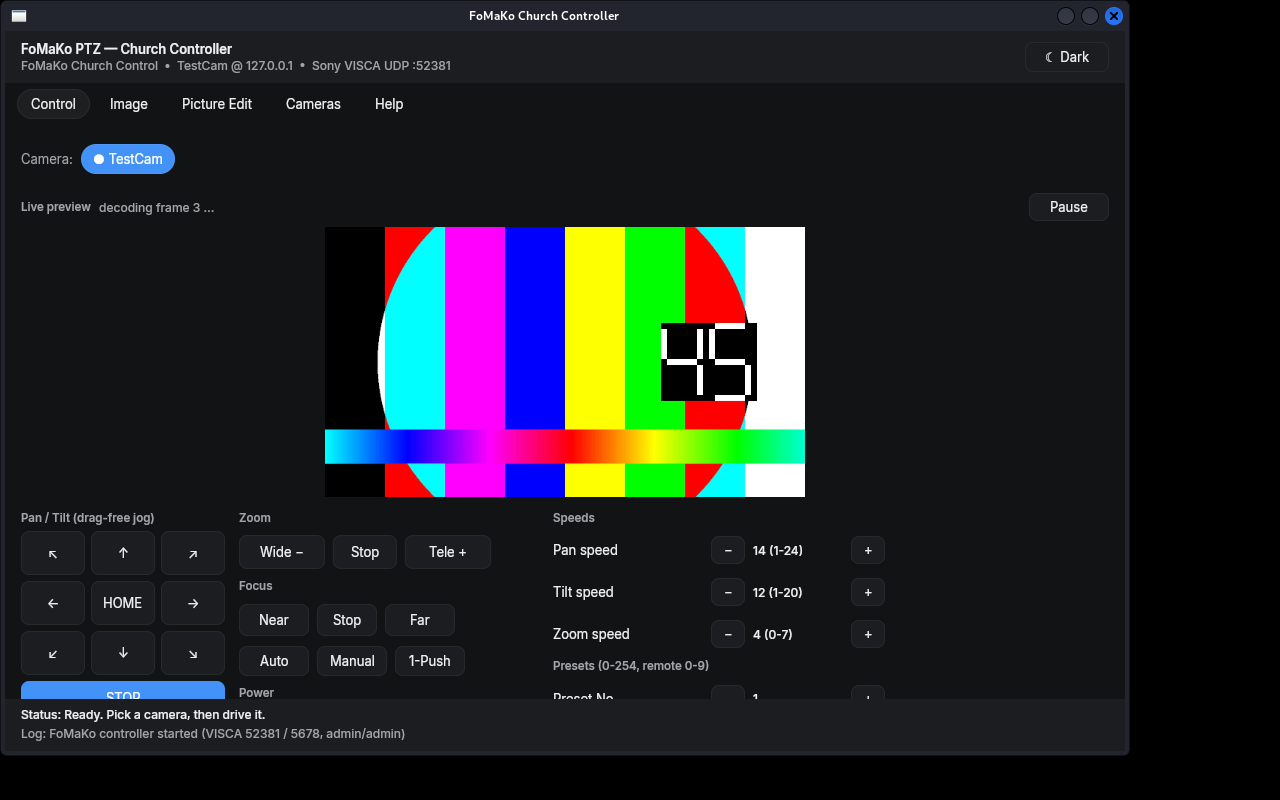 FoMaKo Church Controller
FoMaKo PTZ — Church Controller
FoMaKo Church Control • TestCam @ 127.0.0.1 • Sony VISCA UDP :52381
☾ Dark
Control Image Picture Edit Cameras Help
Camera: TestCam
Live preview decoding frame 3 ...
Pause
45
Pan / Tilt (drag-free jog)
↖ ↑ ↗
← HOME →
↙ ↓ ↘
STOP
Zoom
Wide − Stop Tele +
Focus
Near Stop Far
Auto Manual 1-Push
Power
Speeds
Pan speed − 14 (1-24) +
Tilt speed − 12 (1-20) +
Zoom speed − 4 (0-7) +
Presets (0-254, remote 0-9)
Preset No − 1 +
Status: Ready. Pick a camera, then drive it.
Log: FoMaKo controller started (VISCA 52381 / 5678, admin/admin)